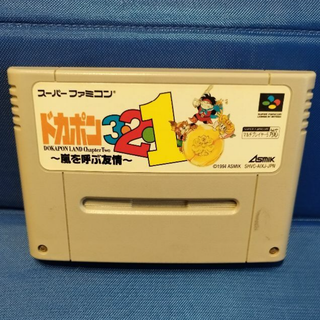 スーパーファミコン®
ドカポン3・2・1
DOKAPON LAND Chapter Two
〜嵐を呼ぶ友情〜
©1994 ASMIK
ASMIK
SHVC-AIXJ-JPN